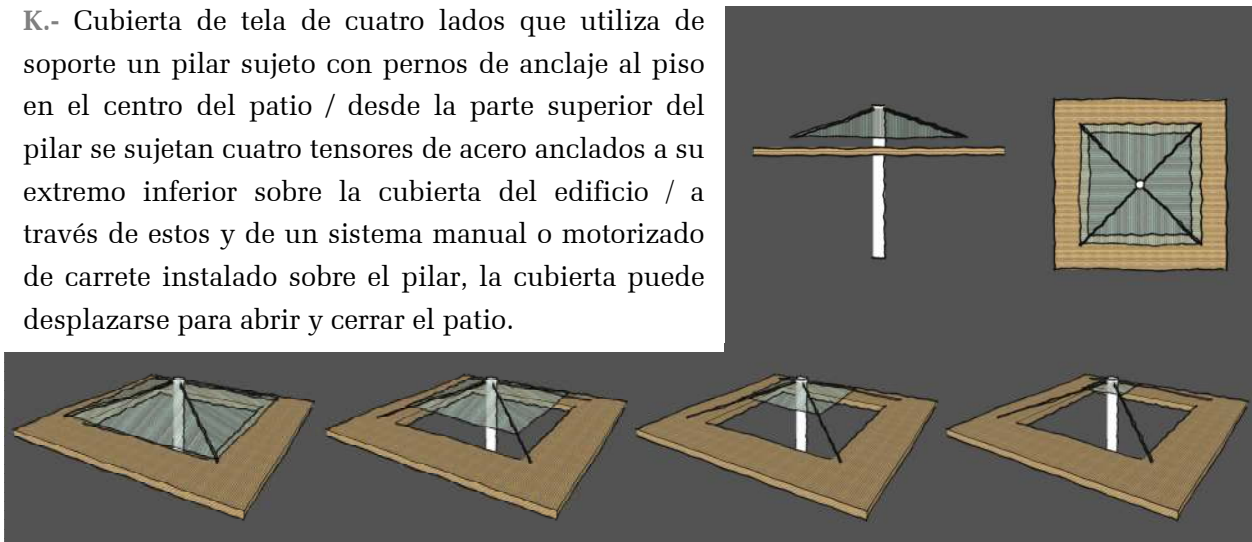 K.- Cubierta de tela de cuatro lados que utiliza de
soporte un pilar sujeto con pernos de anclaje al piso
en el centro del patio / desde la parte superior del
pilar se sujetan cuatro tensores de acero anclados a su
extremo inferior sobre la cubierta del edificio / a
través de estos y de un sistema manual o motorizado
de carrete instalado sobre el pilar, la cubierta puede
desplazarse para abrir y cerrar el patio.